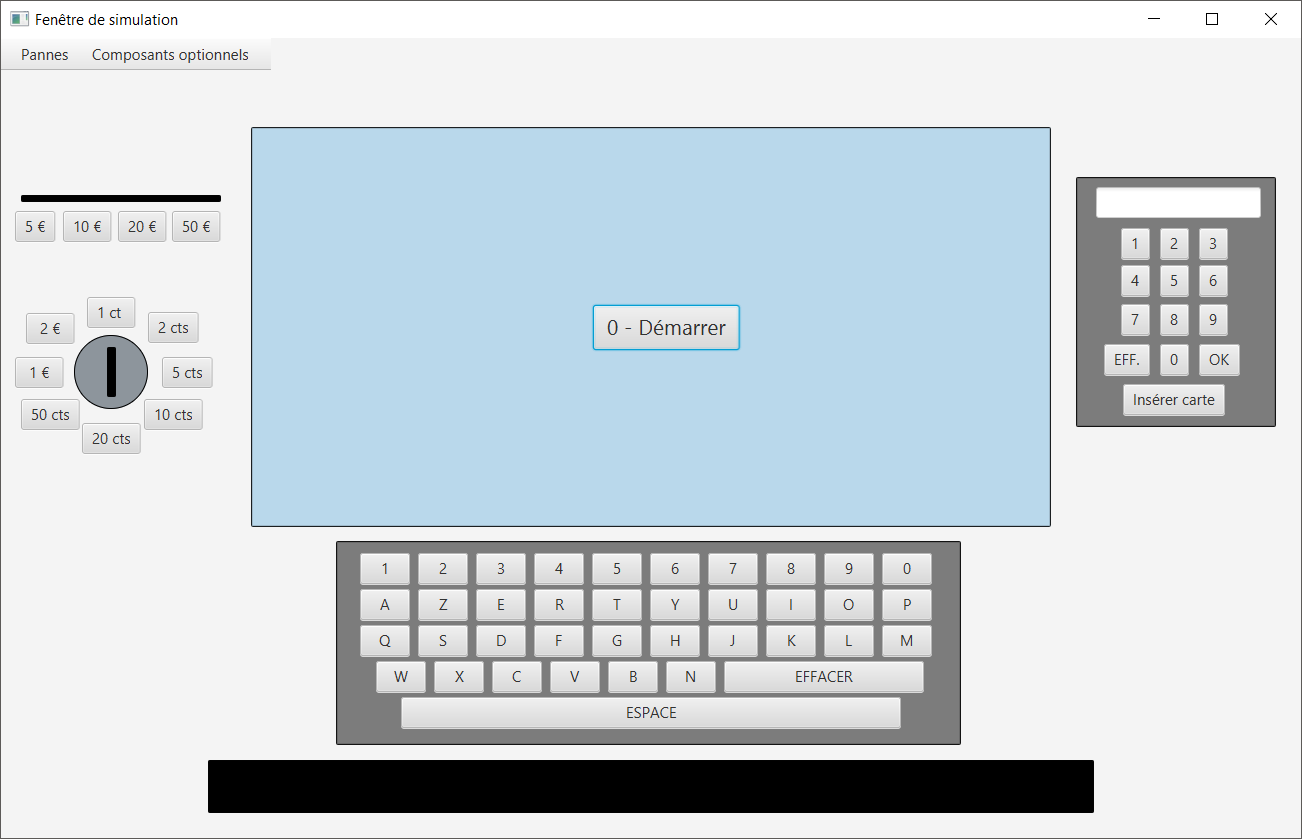 Fenêtre de simulation
Pannes Composants optionnels
5 € 10 € 20 € 50 €
1 ct
2 € 2 cts
1 € 5 cts
50 cts 10 cts
20 cts
0 - Démarrer
1 2 3
4 5 6
7 8 9
EFF. 0 OK
Insérer carte
1 2 3 4 5 6 7 8 9 0
A Z E R T Y U I O P
Q S D F G H J K L M
W X C V B N EFFACER
ESPACE